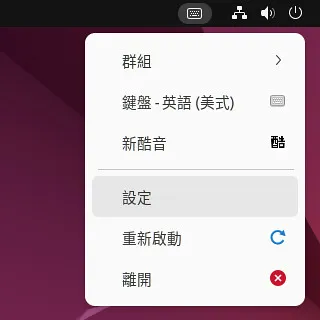 群組
鍵盤 - 英語 (美式)
新酷音 酷
設定
重新啟動
離開